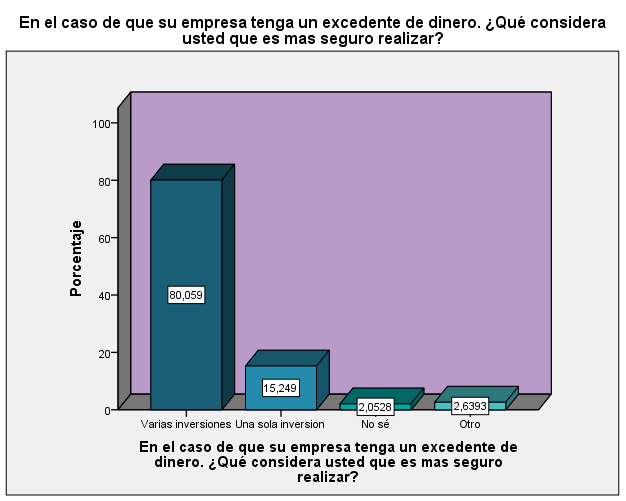 En el caso de que su empresa tenga un excedente de dinero. ¿Qué considera
usted que es mas seguro realizar?
100
80
60
40
20
0
Porcentaje
80,059
15,249
2,0528
2,6393
Varias inversiones Una sola inversion No sé Otro
En el caso de que su empresa tenga un excedente de
dinero. ¿Qué considera usted que es mas seguro
realizar?